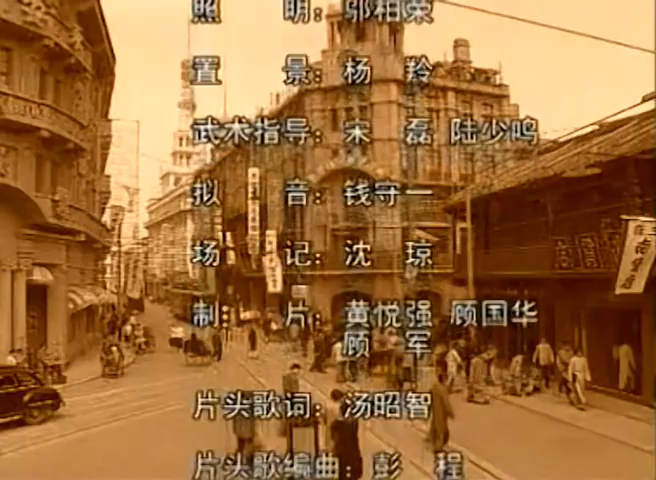 照　　明：邬相荣
置　　景：杨　羚
武术指导：宋　磊 陆少鸣
拟　　音：钱守一
场　　记：沈　琼
制　　片：黄悦强 顾国华
顾　军
片头歌词：汤昭智
片头歌编曲：彭　程